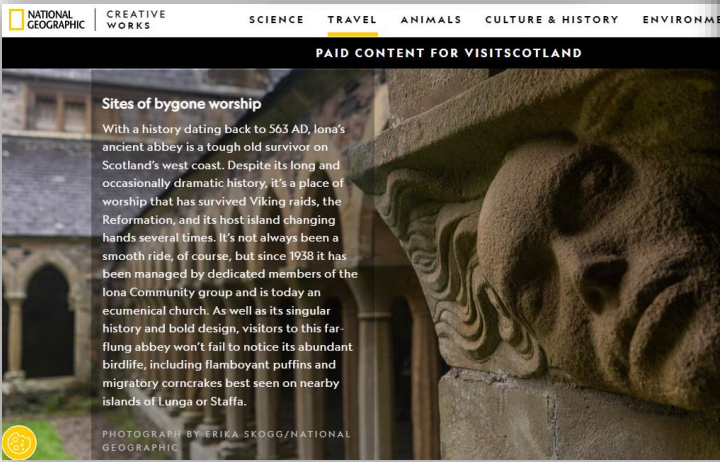 NATIONAL GEOGRAPHIC
CREATIVE WORKS
SCIENCE TRAVEL ANIMALS CULTURE & HISTORY ENVIRONME
PAID CONTENT FOR VISITSCOTLAND
Sites of bygone worship
With a history dating back to 563 AD, Iona's
ancient abbey is a tough old survivor on
Scotland's west coast. Despite its long and
occasionally dramatic history, it's a place of
worship that has survived Viking raids, the
Reformation, and its host island changing
hands several times. It's not always been a
smooth ride, of course, but since 1938 it has
been managed by dedicated members of the
Iona Community group and is today an
ecumenical church. As well as its singular
history and bold design, visitors to this far-
flung abbey won't fail to notice its abundant
birdlife, including flamboyant puffins and
migratory corncrakes best seen on nearby
islands of Lunga or Staffa.
PHOTOGRAPH BY ERIKA SKOGG/NATIONAL
GEOGRAPHIC